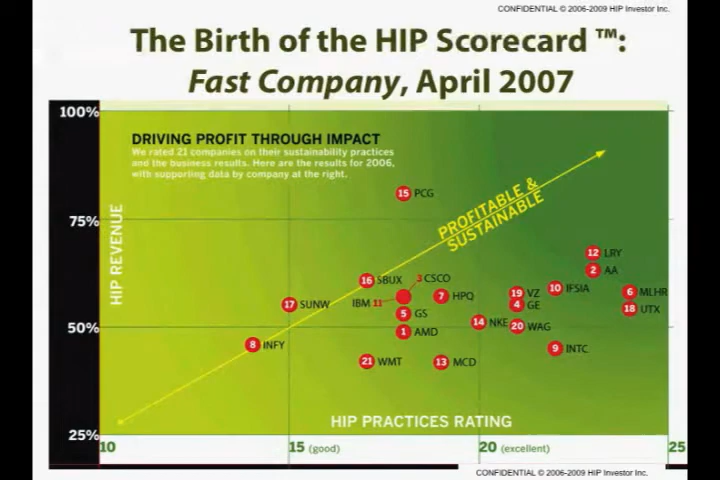 CONFIDENTIAL © 2006-2009 HIP Investor Inc.
The Birth of the HIP Scorecard ™:
Fast Company, April 2007
100%
DRIVING PROFIT THROUGH IMPACT
We rated 21 companies on their sustainability practices
and the business results. Here are the results for 2006,
with supporting data by company at the right.
15 PCG
PROFITABLE &
SUSTAINABLE
75%
HIP REVENUE
12 LRY
2 AA
16 SBUX
3 CSCO
10 IFSIA
6 MLHR
IBM 11
7 HPQ
19 VZ
17 SUNW
4 GE
18 UTX
5 GS
14 NKE
20 WAG
50%
1 AMD
8 INFY
9 INTC
21 WMT
13 MCD
HIP PRACTICES RATING
25%
10
15 (good)
20 (excellent)
25
CONFIDENTIAL © 2006-2009 HIP Investor Inc.